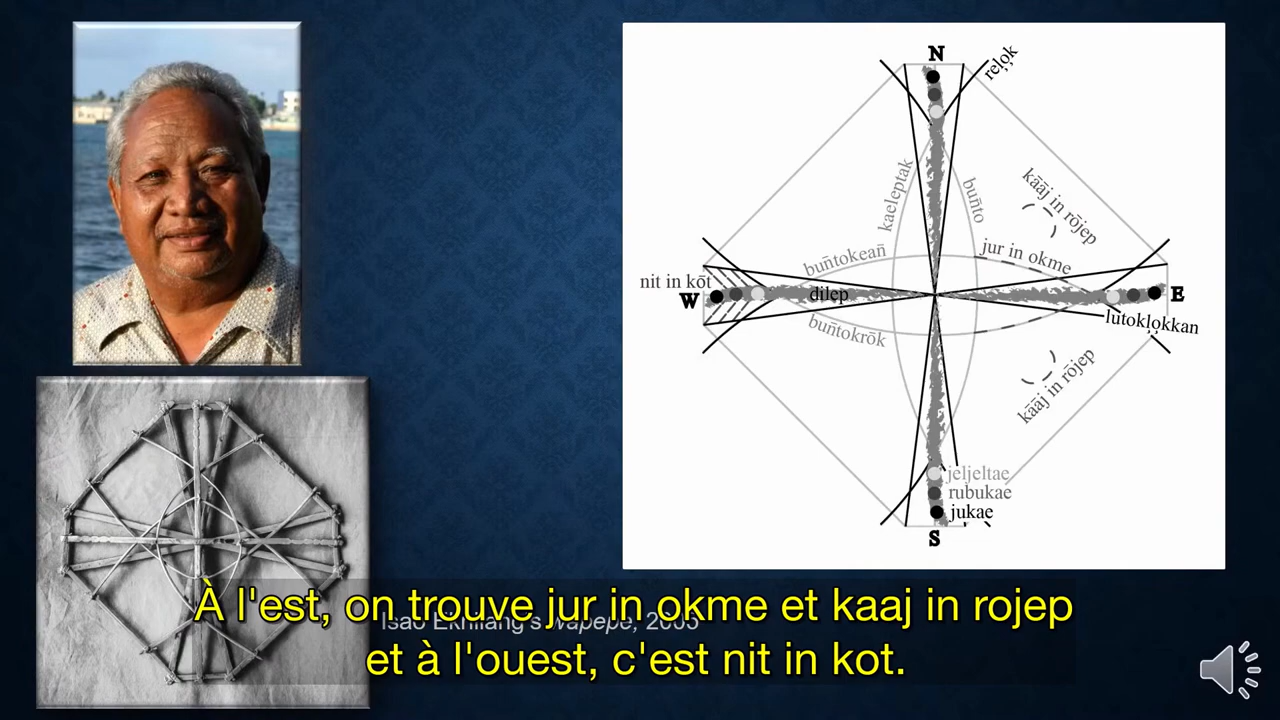 N
reḷọk
kaeleptak
buñto
kāāj in rōjep
buñtokeañ
jur in okme
nit in kōt
W
dilep
E
lutokḷọkkan
buñtokrōk
kāāj in rōjep
jeljeltae
rubukae
jukae
S
Isao Eknilang's wapepe, 2005
À l'est, on trouve jur in okme et kaaj in rojep
et à l'ouest, c'est nit in kot.